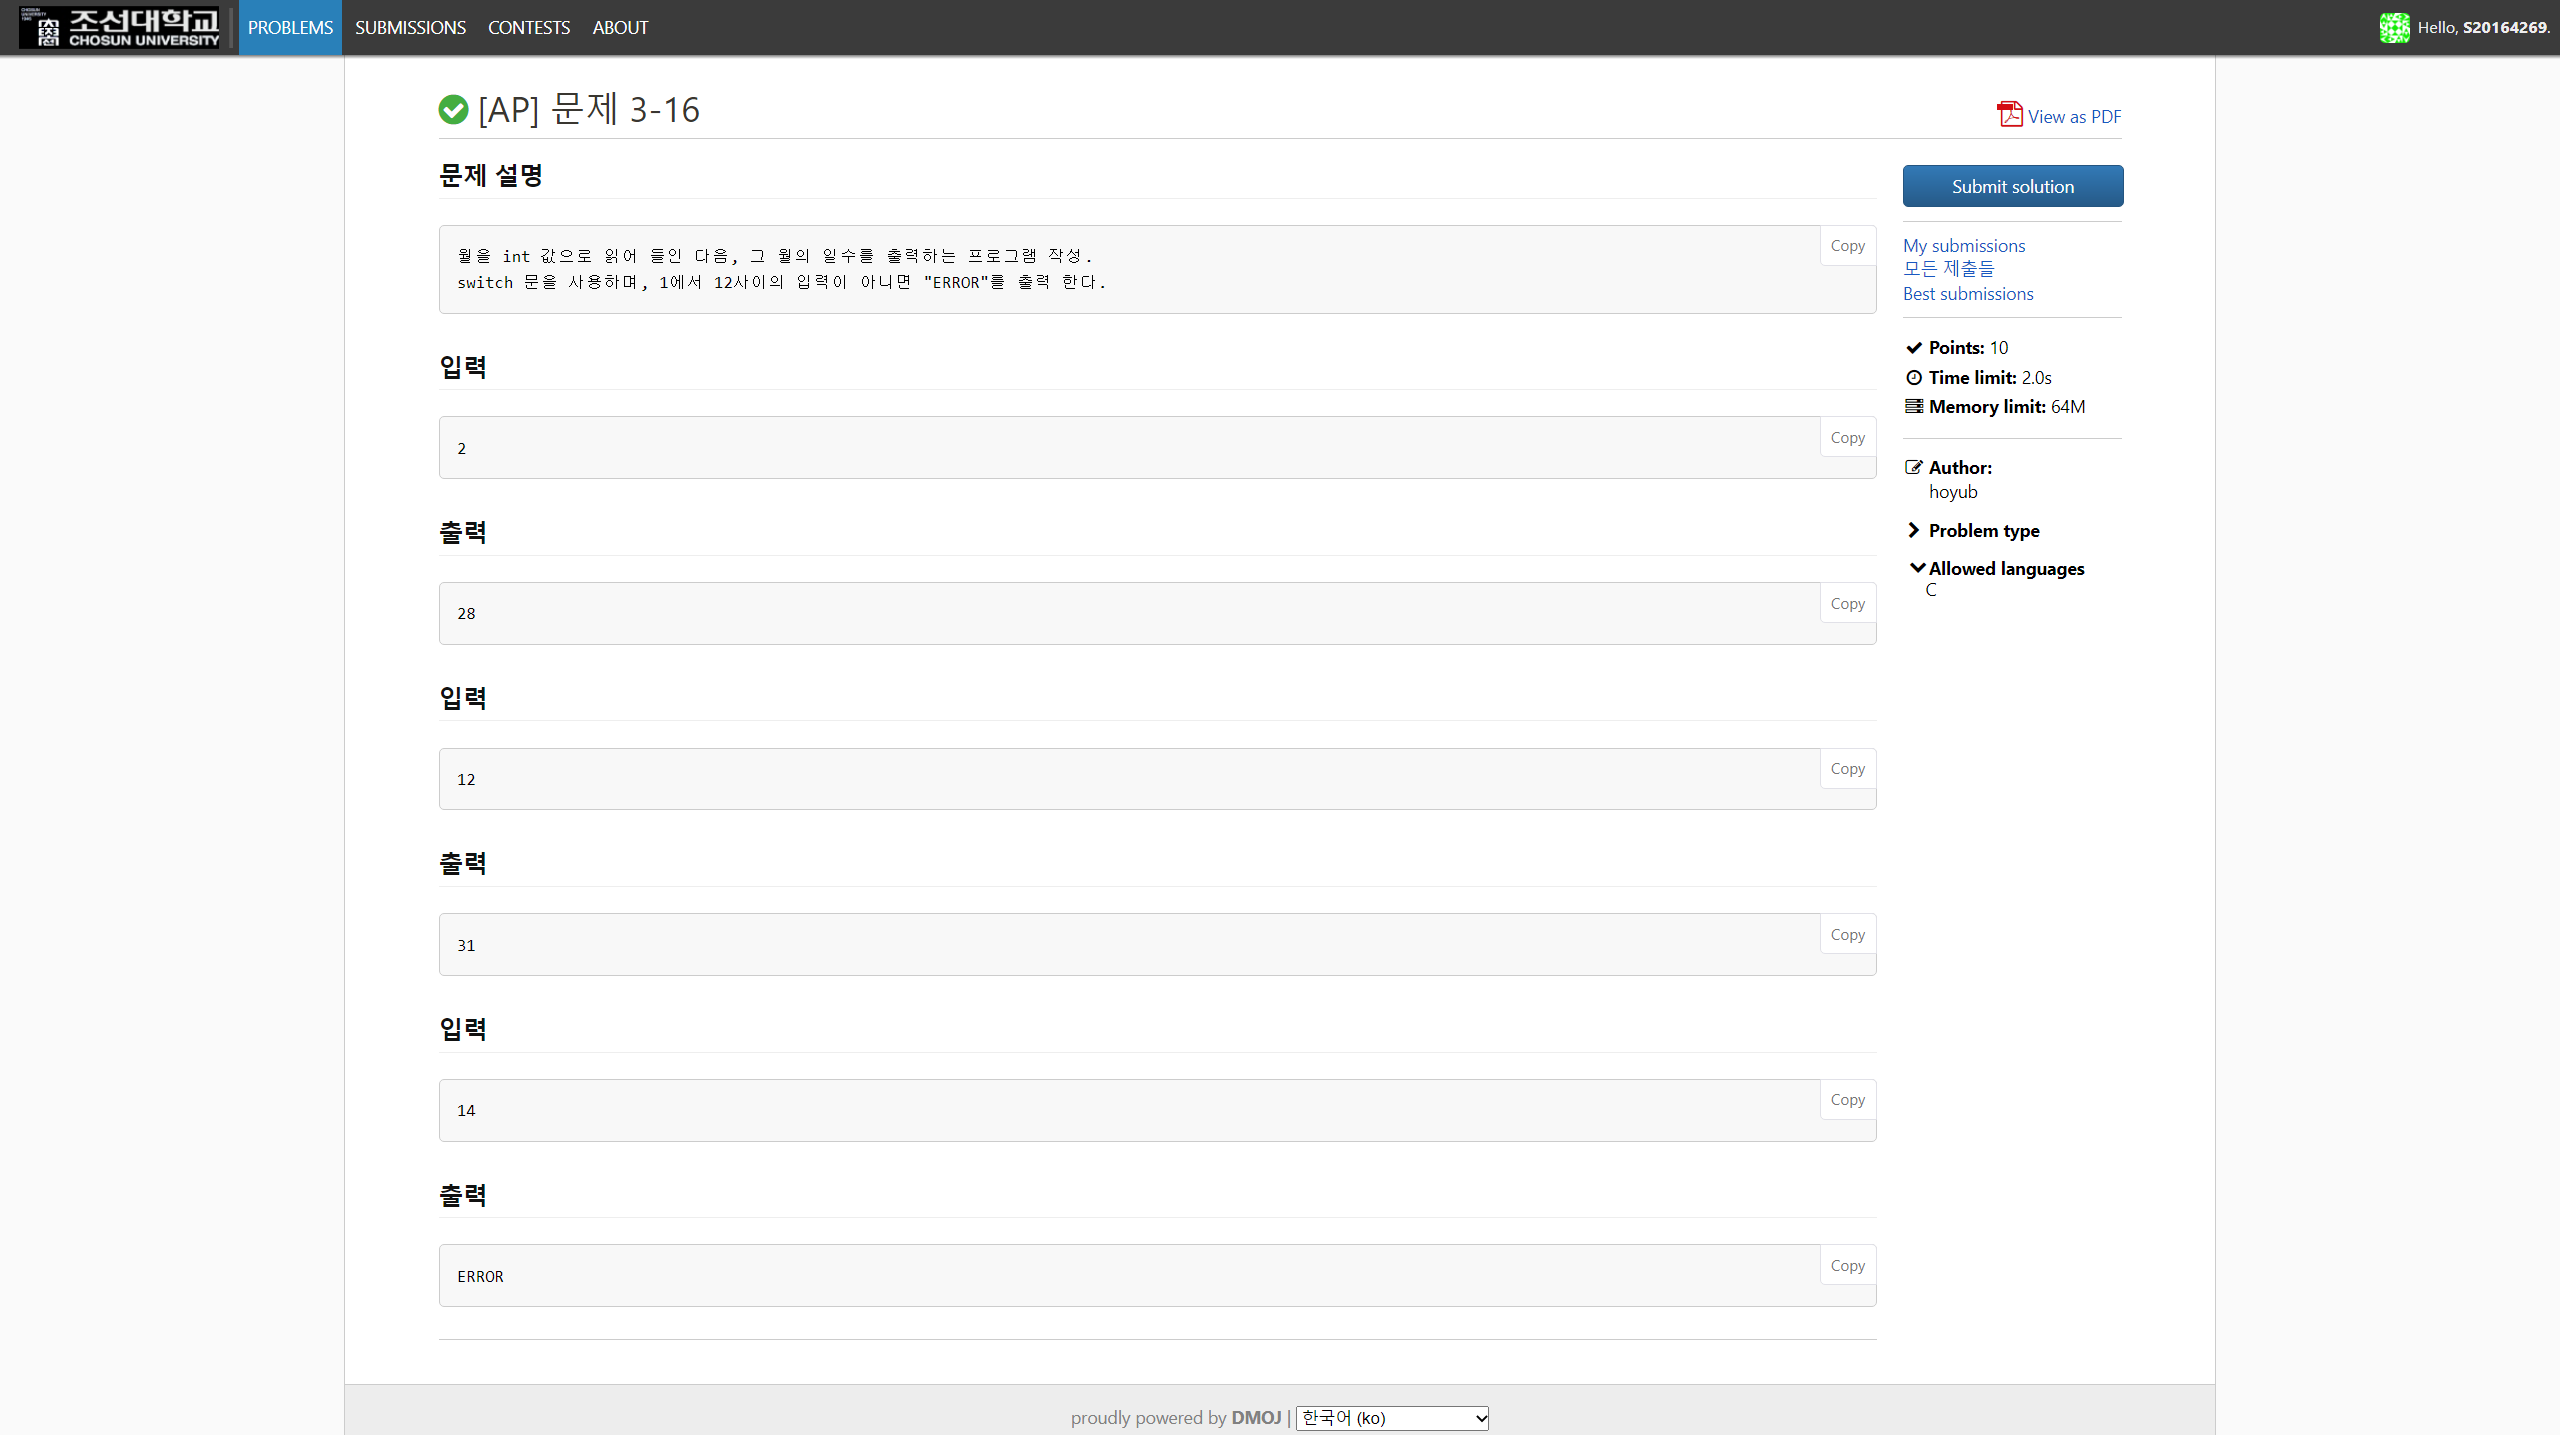 조선대학교
CHOSUN UNIVERSITY
PROBLEMS SUBMISSIONS CONTESTS ABOUT
Hello, S20164269.
[AP] 문제 3-16
View as PDF
문제 설명
Copy
월을 int 값으로 읽어 들인 다음, 그 월의 일수를 출력하는 프로그램 작성.
switch 문을 사용하며, 1에서 12사이의 입력이 아니면 "ERROR"를 출력 한다.
입력
Copy
2
출력
Copy
28
입력
Copy
12
출력
Copy
31
입력
Copy
14
출력
Copy
ERROR
Submit solution
My submissions
모든 제출들
Best submissions
Points: 10
Time limit: 2.0s
Memory limit: 64M
Author:
hoyub
Problem type
Allowed languages
C
proudly powered by DMOJ | 한국어 (ko)